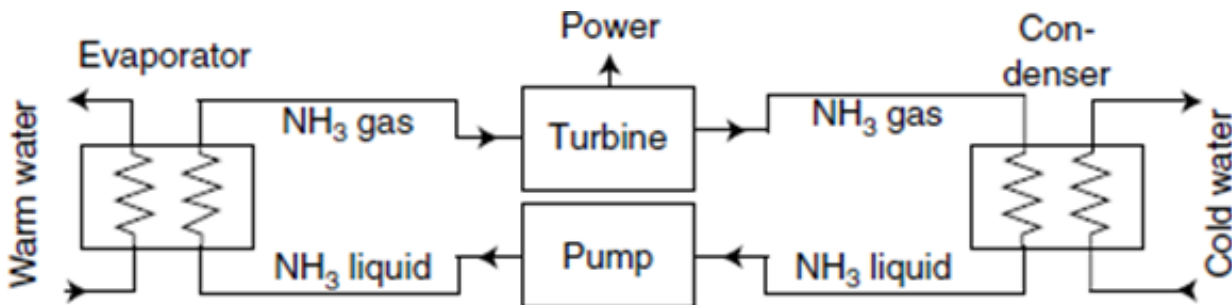 Power
Evaporator
Con-
denser
NH₃ gas
Turbine
NH₃ gas
Warm water
Cold water
NH₃ liquid
Pump
NH₃ liquid